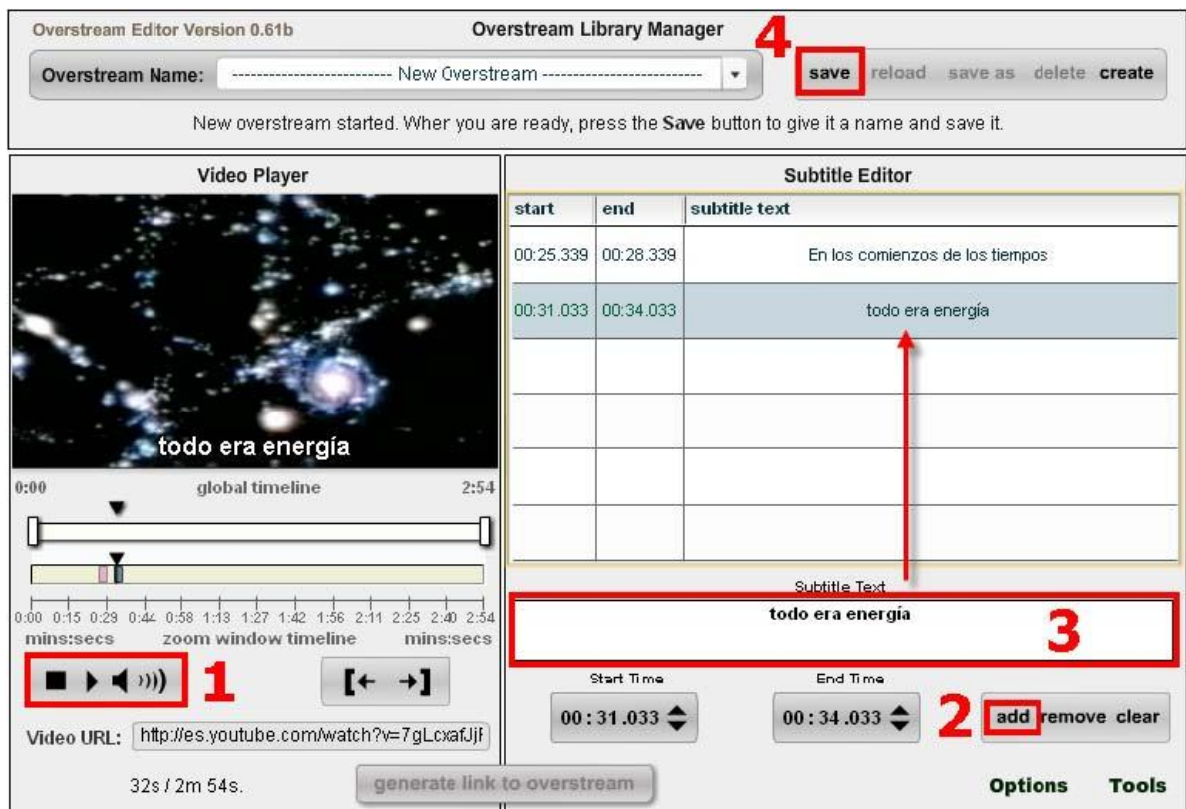 Overstream Editor Version 0.61b
Overstream Library Manager
4
Overstream Name:
------------------------- New Overstream -------------------------
save reload save as delete create
New overstream started. When you are ready, press the Save button to give it a name and save it.
Video Player
todo era energía
0:00 global timeline 2:54
0:00 0:15 0:29 0:44 0:58 1:13 1:27 1:42 1:56 2:11 2:25 2:40 2:54
mins:secs zoom window timeline mins:secs
1
[← →]
Video URL: http://es.youtube.com/watch?v=7gLcxafJjF
32s / 2m 54s.
generate link to overstream
Subtitle Editor
start end subtitle text
00:25.339 00:28.339 En los comienzos de los tiempos
00:31.033 00:34.033 todo era energía
Subtitle Text
todo era energía
3
Start Time End Time
00:31.033 00:34.033
2
add remove clear
Options Tools